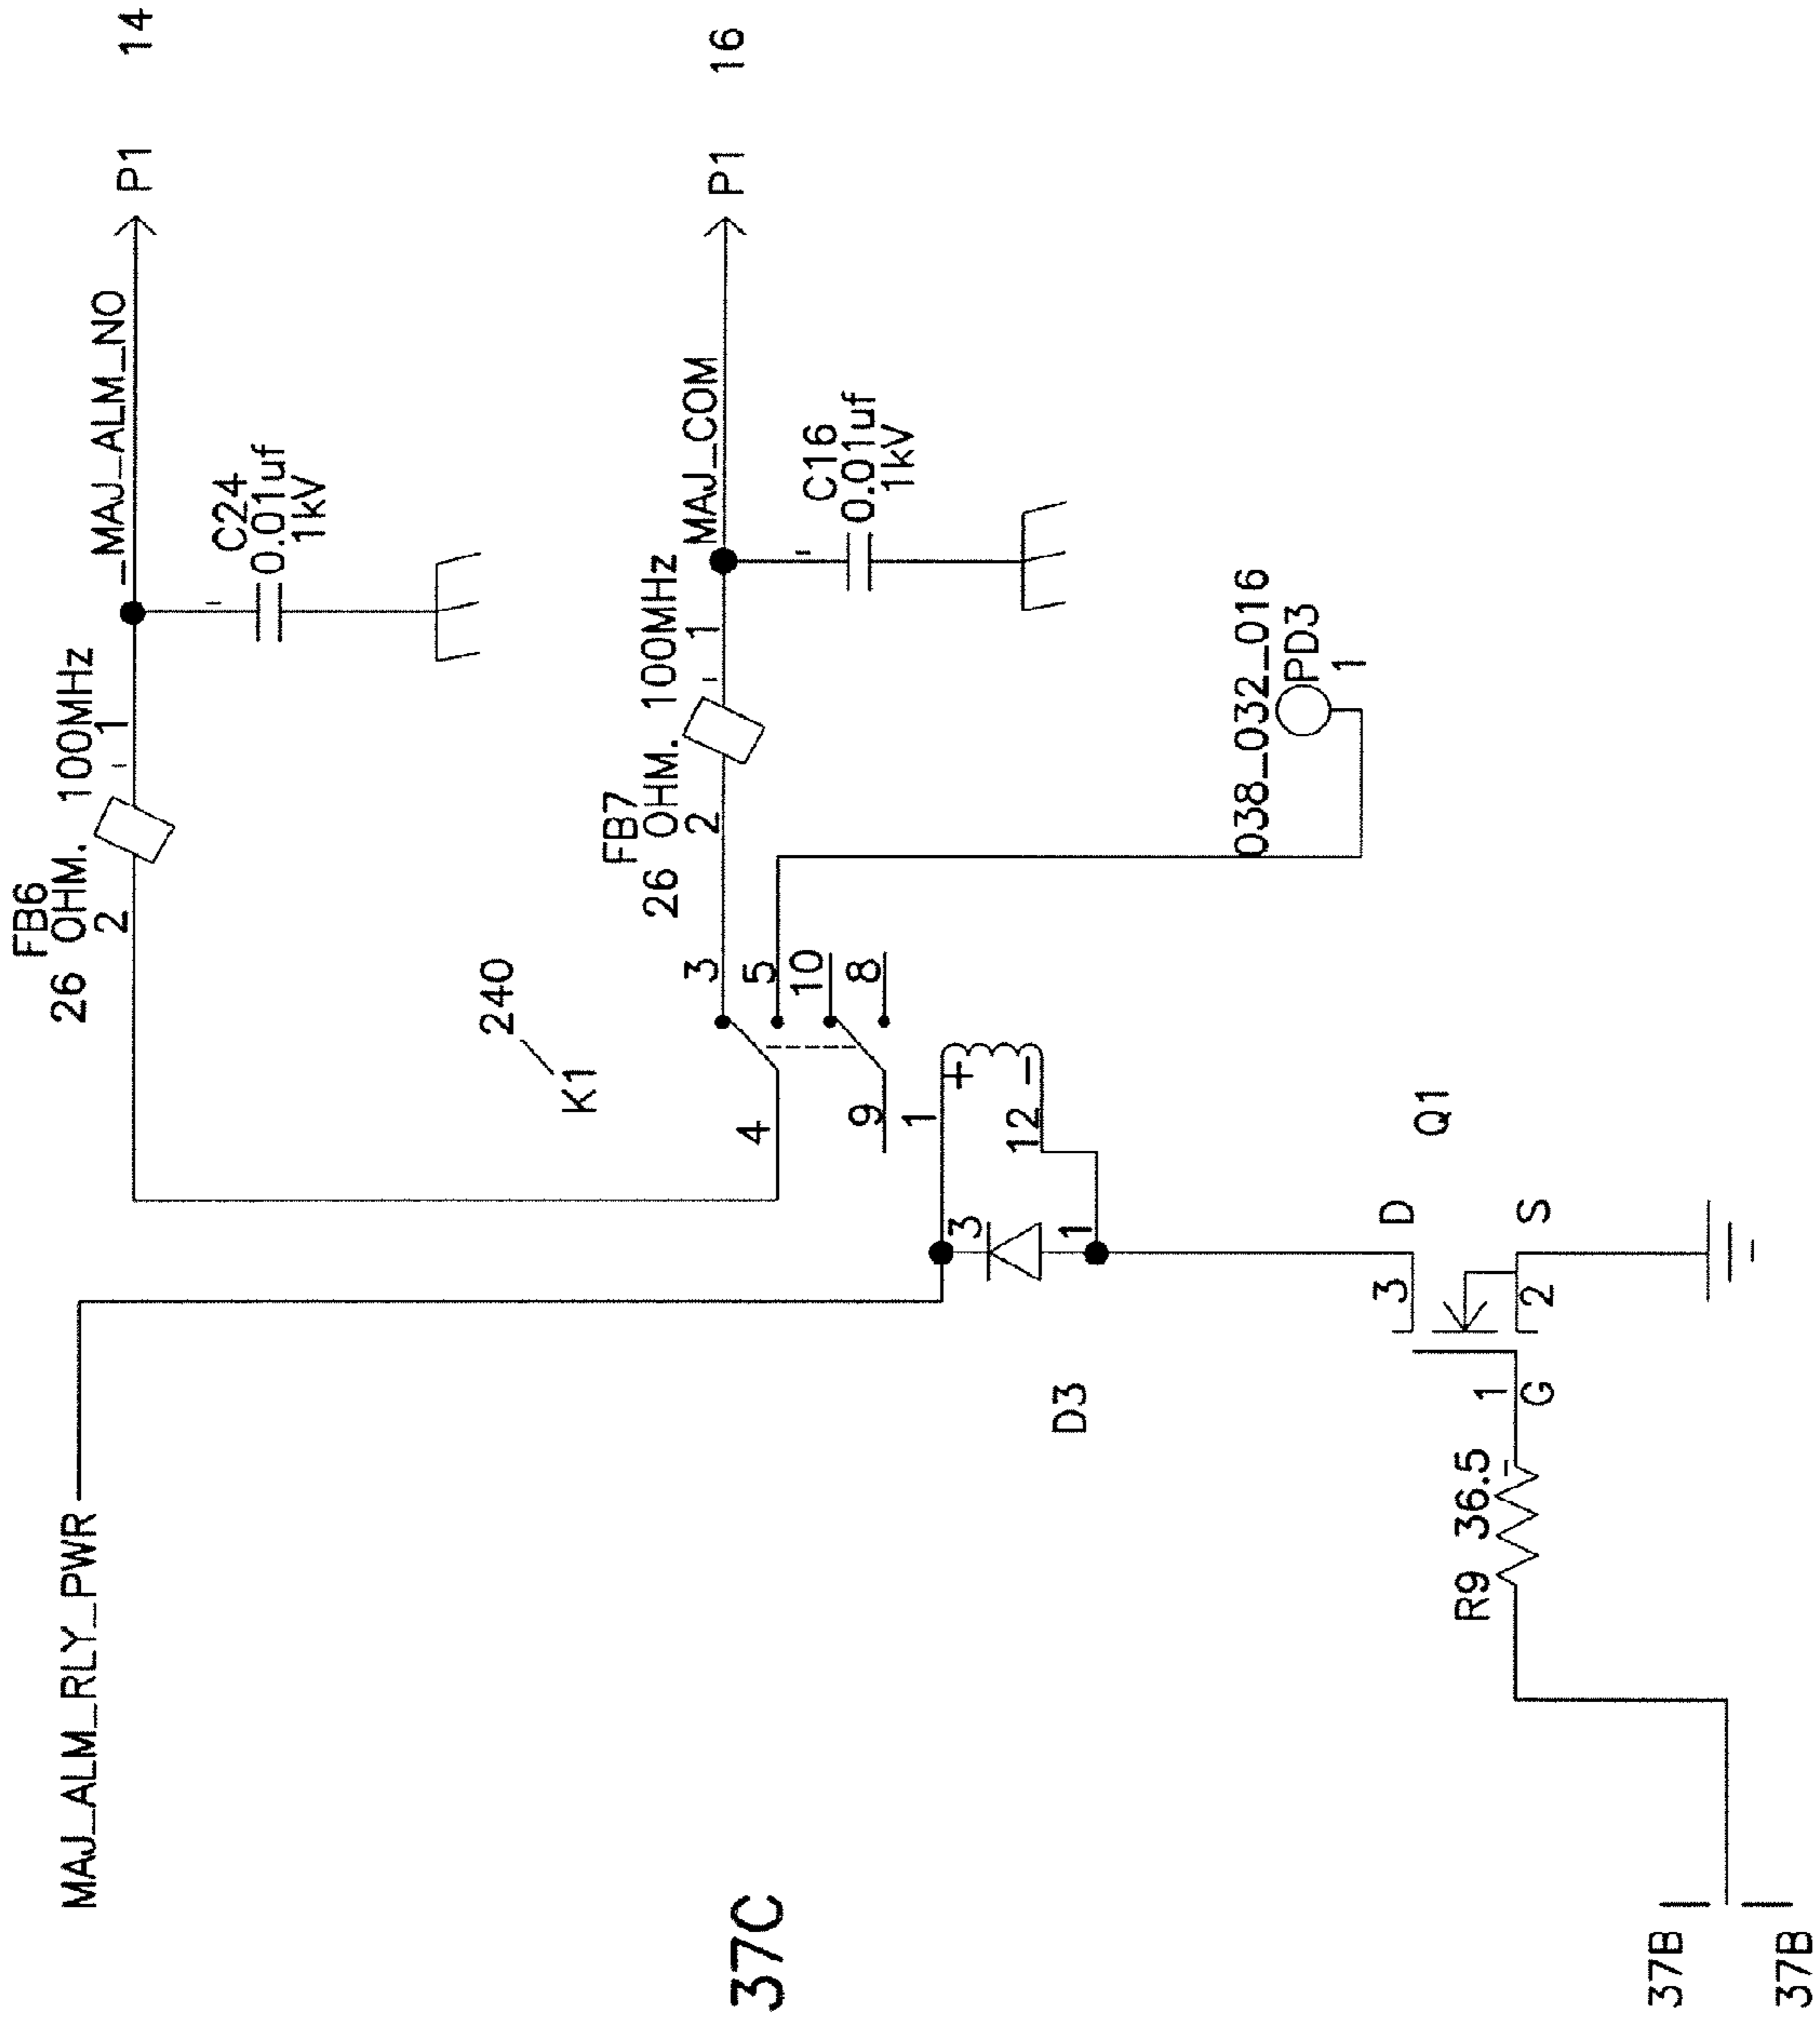 FB6
26 OHM. 100MHz
MAJ_ALM_RLY_PWR
2 1 _MAJ_ALM_NO P1 14
C24
0.01uf
1kV
240
K1
FB7
26 OHM. 100MHz
3 2 1 MAJ_COM P1 16
37C
4 5
10
C16
0.01uf
1kV
9 8
1 +
3
12 -
1
D3
038_032_016
PD3
1
3 D
Q1
R9 36.5
1
G
2 S
37B
37B